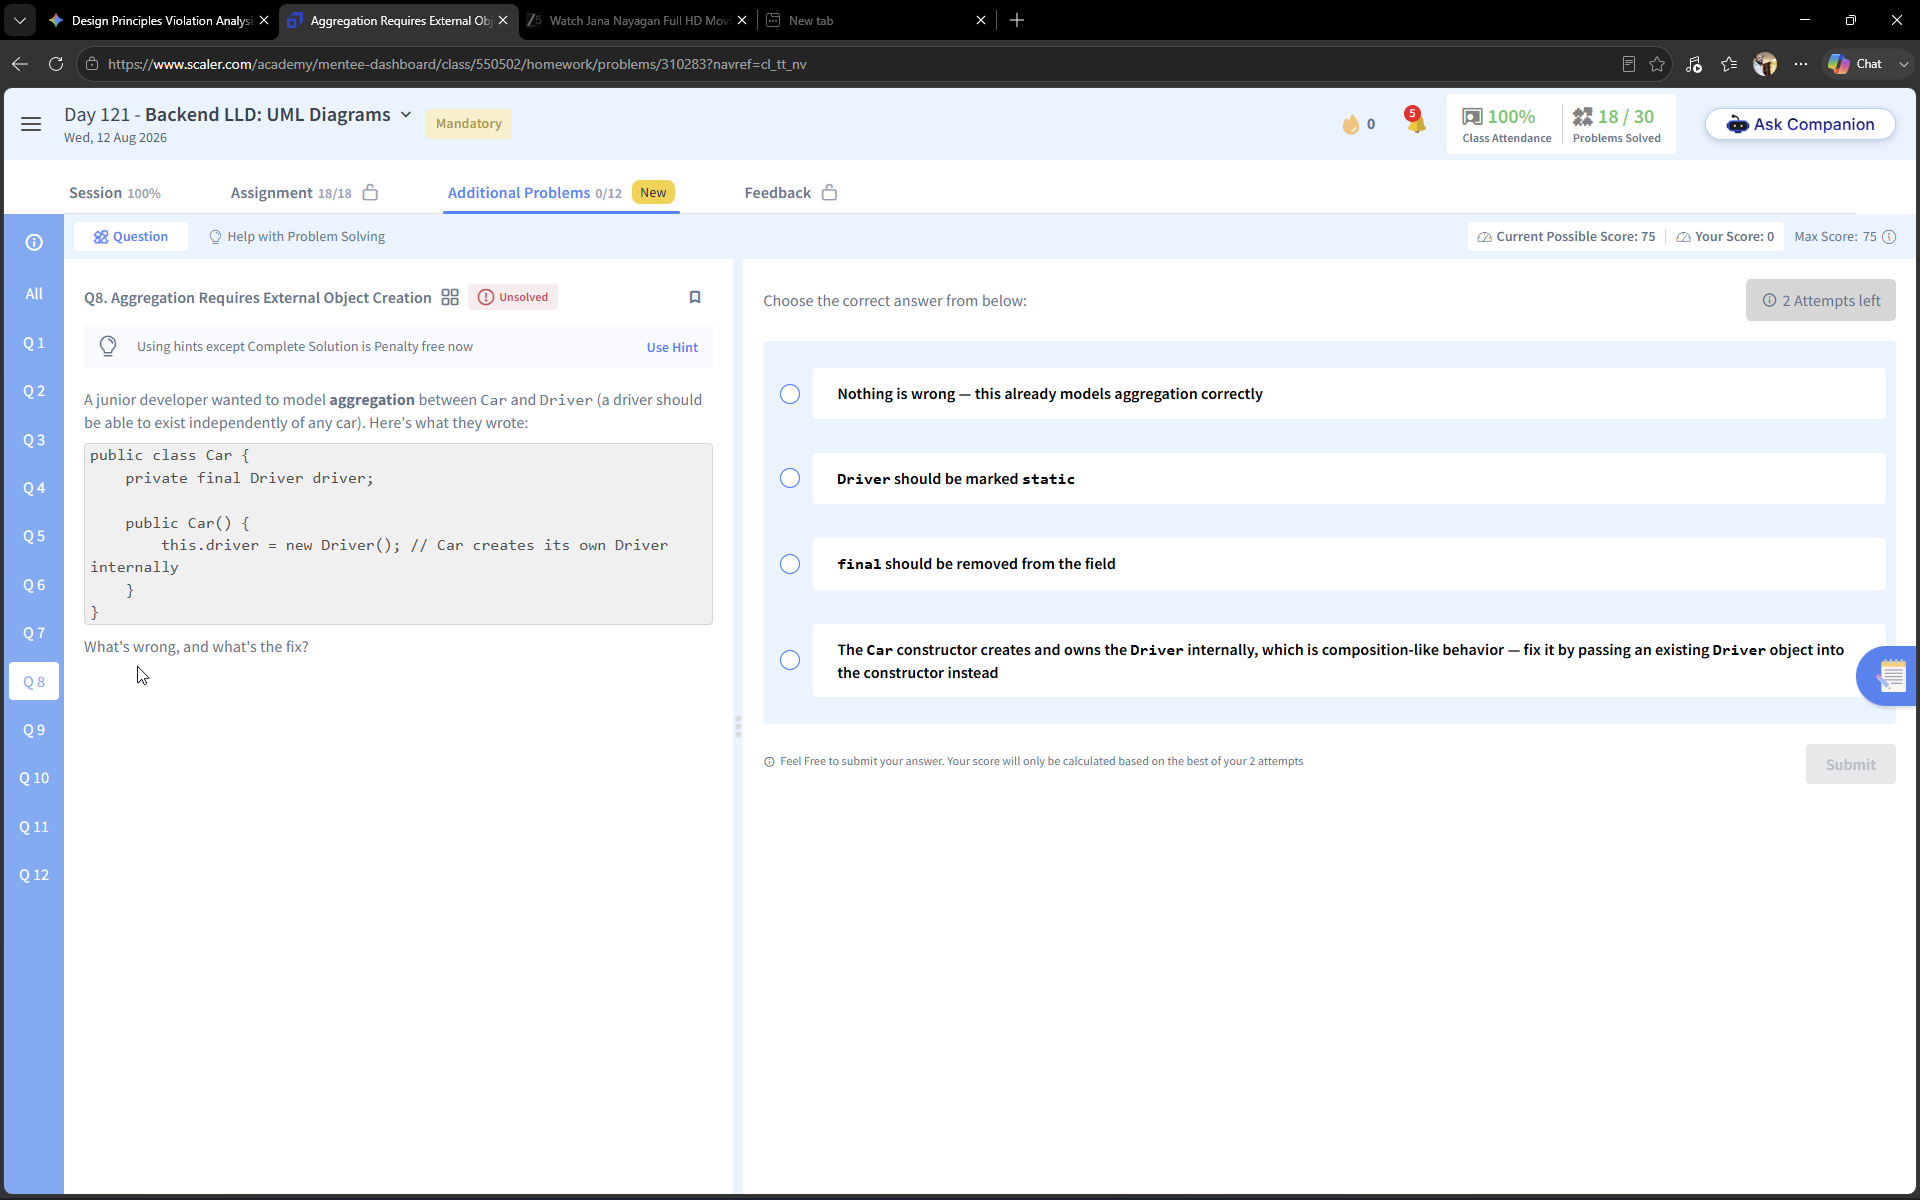 Design Principles Violation Analysi
Aggregation Requires External Ob
Watch Jana Nayagan Full HD Movi
New tab
https://www.scaler.com/academy/mentee-dashboard/class/550502/homework/problems/310283?navref=cl_tt_nv
Chat
Day 121 - Backend LLD: UML Diagrams
Mandatory
Wed, 12 Aug 2026
0
5
100%
Class Attendance
18 / 30
Problems Solved
Ask Companion
Session 100%
Assignment 18/18
Additional Problems 0/12 New
Feedback
Question
Help with Problem Solving
Current Possible Score: 75
Your Score: 0
Max Score: 75
All
Q 1
Q 2
Q 3
Q 4
Q 5
Q 6
Q 7
Q 8
Q 9
Q 10
Q 11
Q 12
Q8. Aggregation Requires External Object Creation
Unsolved
Using hints except Complete Solution is Penalty free now
Use Hint
A junior developer wanted to model aggregation between Car and Driver (a driver should
be able to exist independently of any car). Here's what they wrote:
public class Car {
    private final Driver driver;
    public Car() {
        this.driver = new Driver(); // Car creates its own Driver
internally
    }
}
What's wrong, and what's the fix?
Choose the correct answer from below:
2 Attempts left
Nothing is wrong — this already models aggregation correctly
Driver should be marked static
final should be removed from the field
The Car constructor creates and owns the Driver internally, which is composition-like behavior — fix it by passing an existing Driver object into
the constructor instead
Feel Free to submit your answer. Your score will only be calculated based on the best of your 2 attempts
Submit